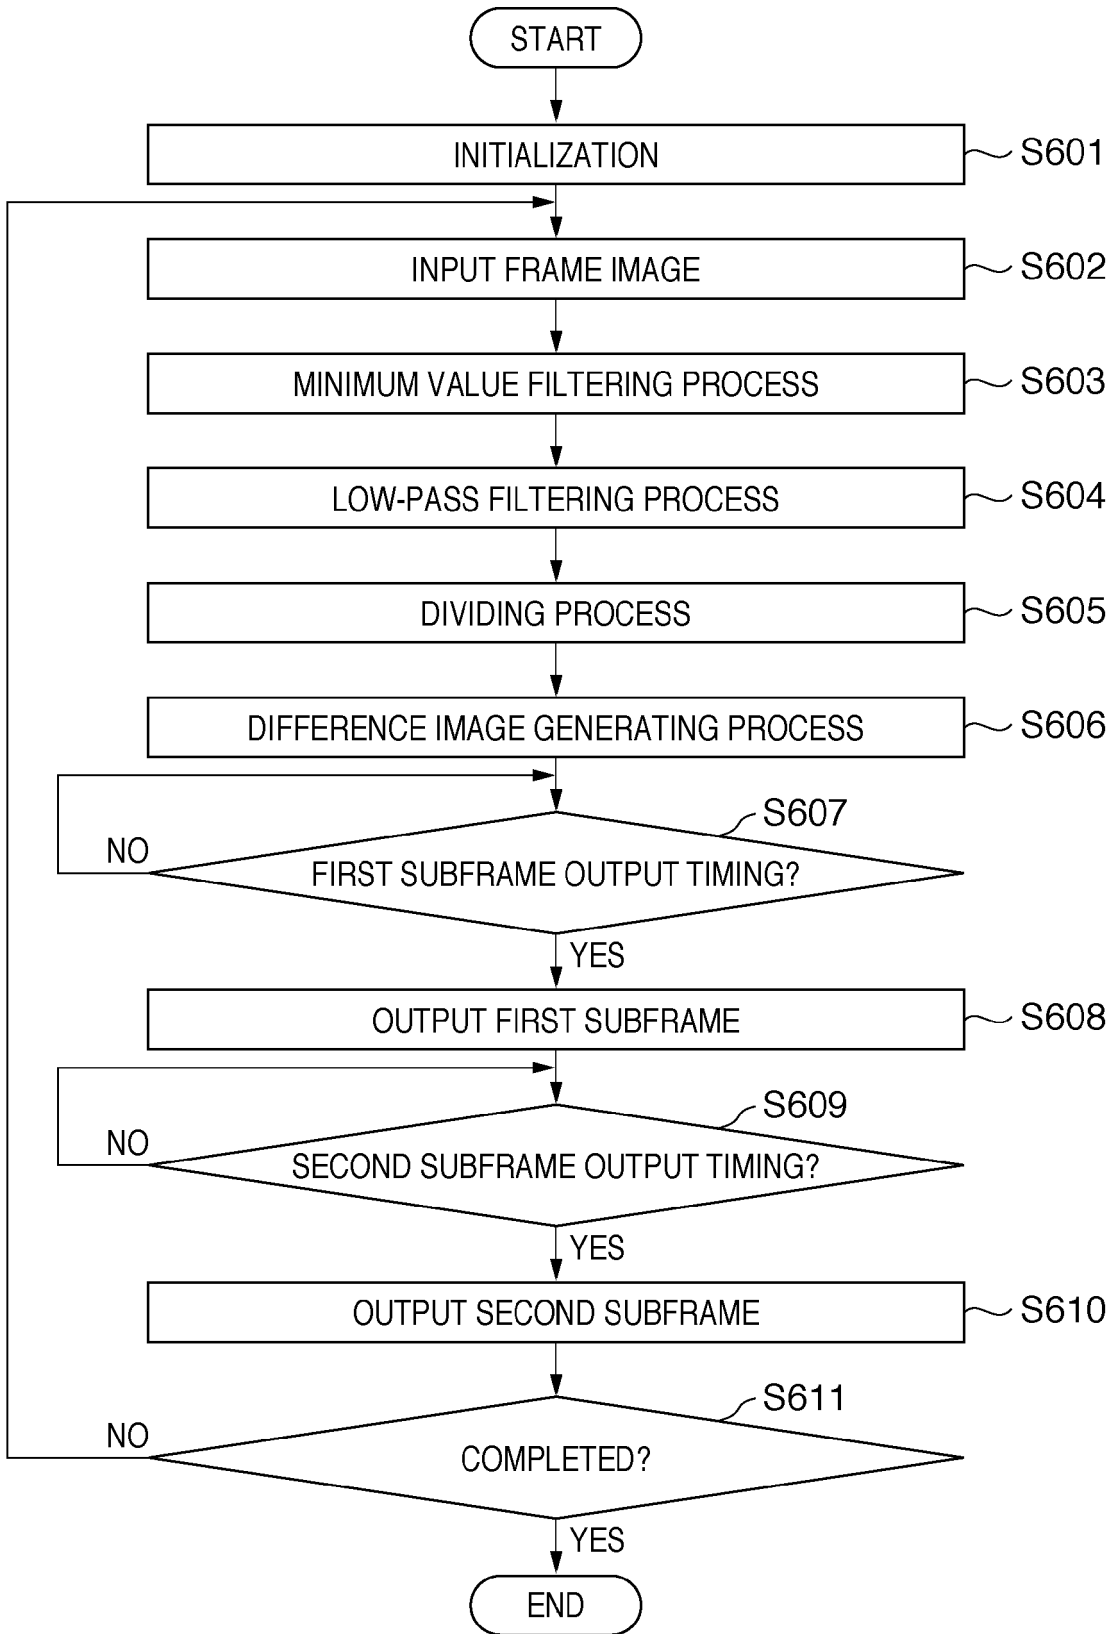 START
INITIALIZATION
S601
INPUT FRAME IMAGE
S602
MINIMUM VALUE FILTERING PROCESS
S603
LOW-PASS FILTERING PROCESS
S604
DIVIDING PROCESS
S605
DIFFERENCE IMAGE GENERATING PROCESS
S606
S607
NO
FIRST SUBFRAME OUTPUT TIMING?
YES
OUTPUT FIRST SUBFRAME
S608
S609
NO
SECOND SUBFRAME OUTPUT TIMING?
YES
OUTPUT SECOND SUBFRAME
S610
S611
NO
COMPLETED?
YES
END